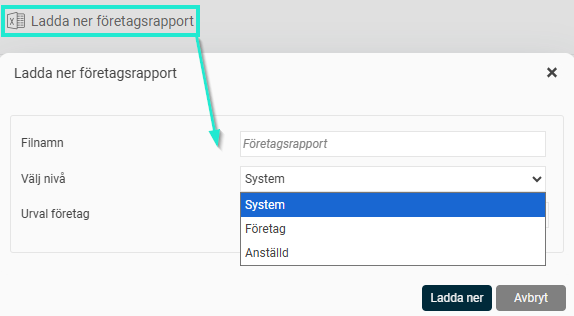 Ladda ner företagsrapport
Ladda ner företagsrapport
Filnamn Företagsrapport
Välj nivå System
System
Urval företag
Företag
Anställd
Ladda ner Avbryt